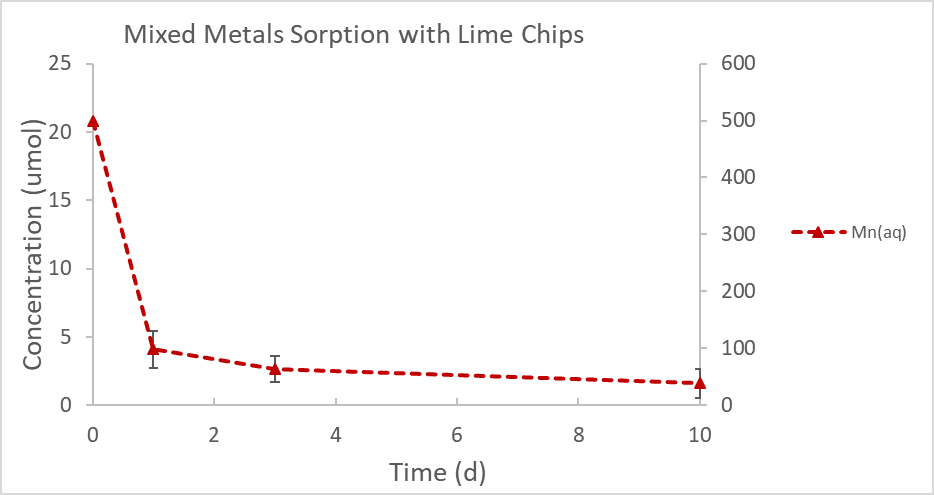 Mixed Metals Sorption with Lime Chips
25
20
15
10
5
0
Concentration (umol)
600
500
400
300
200
100
0
0 2 4 6 8 10
Time (d)
Mn(aq)